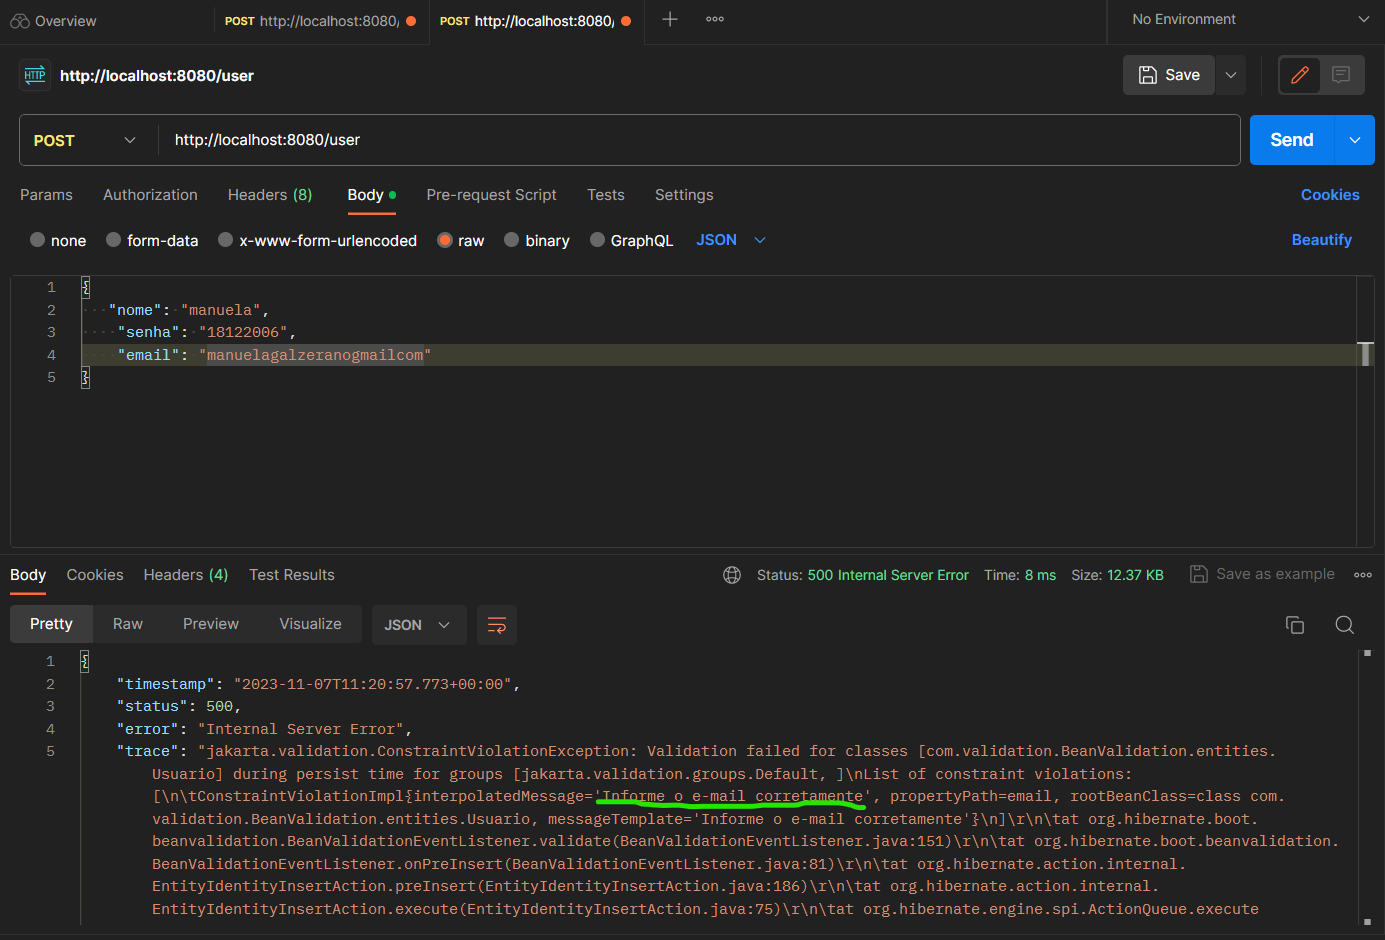 Overview
POST http://localhost:8080/
POST http://localhost:8080/
No Environment
HTTP http://localhost:8080/user
Save
POST http://localhost:8080/user
Send
Params Authorization Headers (8) Body Pre-request Script Tests Settings Cookies
none form-data x-www-form-urlencoded raw binary GraphQL JSON Beautify
1 {
2 "nome": "manuela",
3 "senha": "18122006",
4 "email": "manuelagalzeranogmailcom"
5 }
Body Cookies Headers (4) Test Results Status: 500 Internal Server Error Time: 8 ms Size: 12.37 KB Save as example
Pretty Raw Preview Visualize JSON
1 {
2 "timestamp": "2023-11-07T11:20:57.773+00:00",
3 "status": 500,
4 "error": "Internal Server Error",
5 "trace": "jakarta.validation.ConstraintViolationException: Validation failed for classes [com.validation.BeanValidation.entities.
Usuario] during persist time for groups [jakarta.validation.groups.Default, ]\nList of constraint violations:
[\n\tConstraintViolationImpl{interpolatedMessage='Informe o e-mail corretamente', propertyPath=email, rootBeanClass=class com.
validation.BeanValidation.entities.Usuario, messageTemplate='Informe o e-mail corretamente'}\n]\r\n\tat org.hibernate.boot.
beanvalidation.BeanValidationEventListener.validate(BeanValidationEventListener.java:151)\r\n\tat org.hibernate.boot.beanvalidation.
BeanValidationEventListener.onPreInsert(BeanValidationEventListener.java:81)\r\n\tat org.hibernate.action.internal.
EntityIdentityInsertAction.preInsert(EntityIdentityInsertAction.java:186)\r\n\tat org.hibernate.action.internal.
EntityIdentityInsertAction.execute(EntityIdentityInsertAction.java:75)\r\n\tat org.hibernate.engine.spi.ActionQueue.execute